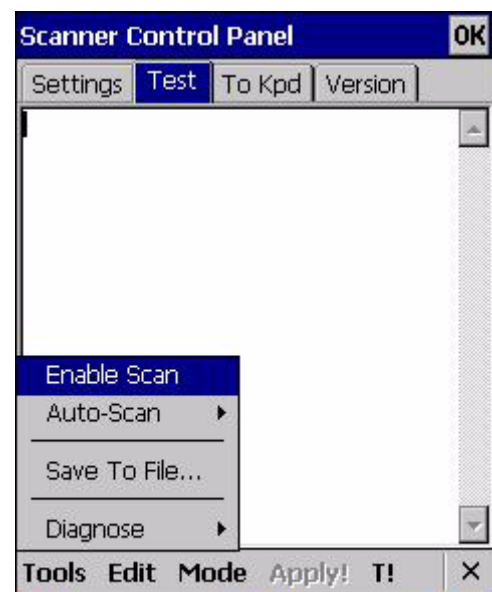 Scanner Control Panel OK
Settings Test To Kpd Version
Enable Scan
Auto-Scan
Save To File...
Diagnose
Tools Edit Mode Apply! T! ×